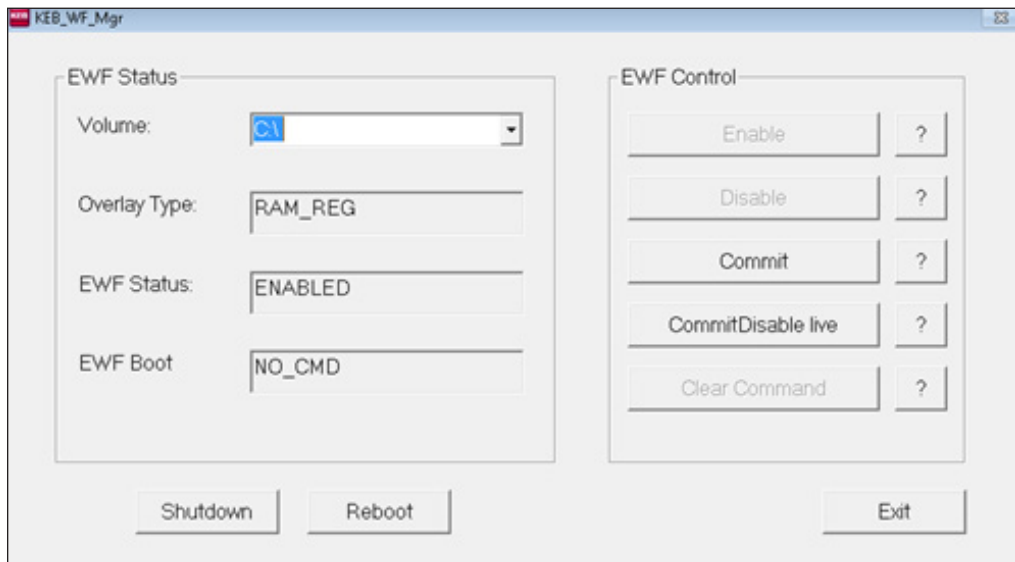 KEB KEB_WF_Mgr
EWF Status
Volume: C:\
Overlay Type: RAM_REG
EWF Status: ENABLED
EWF Boot NO_CMD
EWF Control
Enable ?
Disable ?
Commit ?
CommitDisable live ?
Clear Command ?
Shutdown Reboot Exit